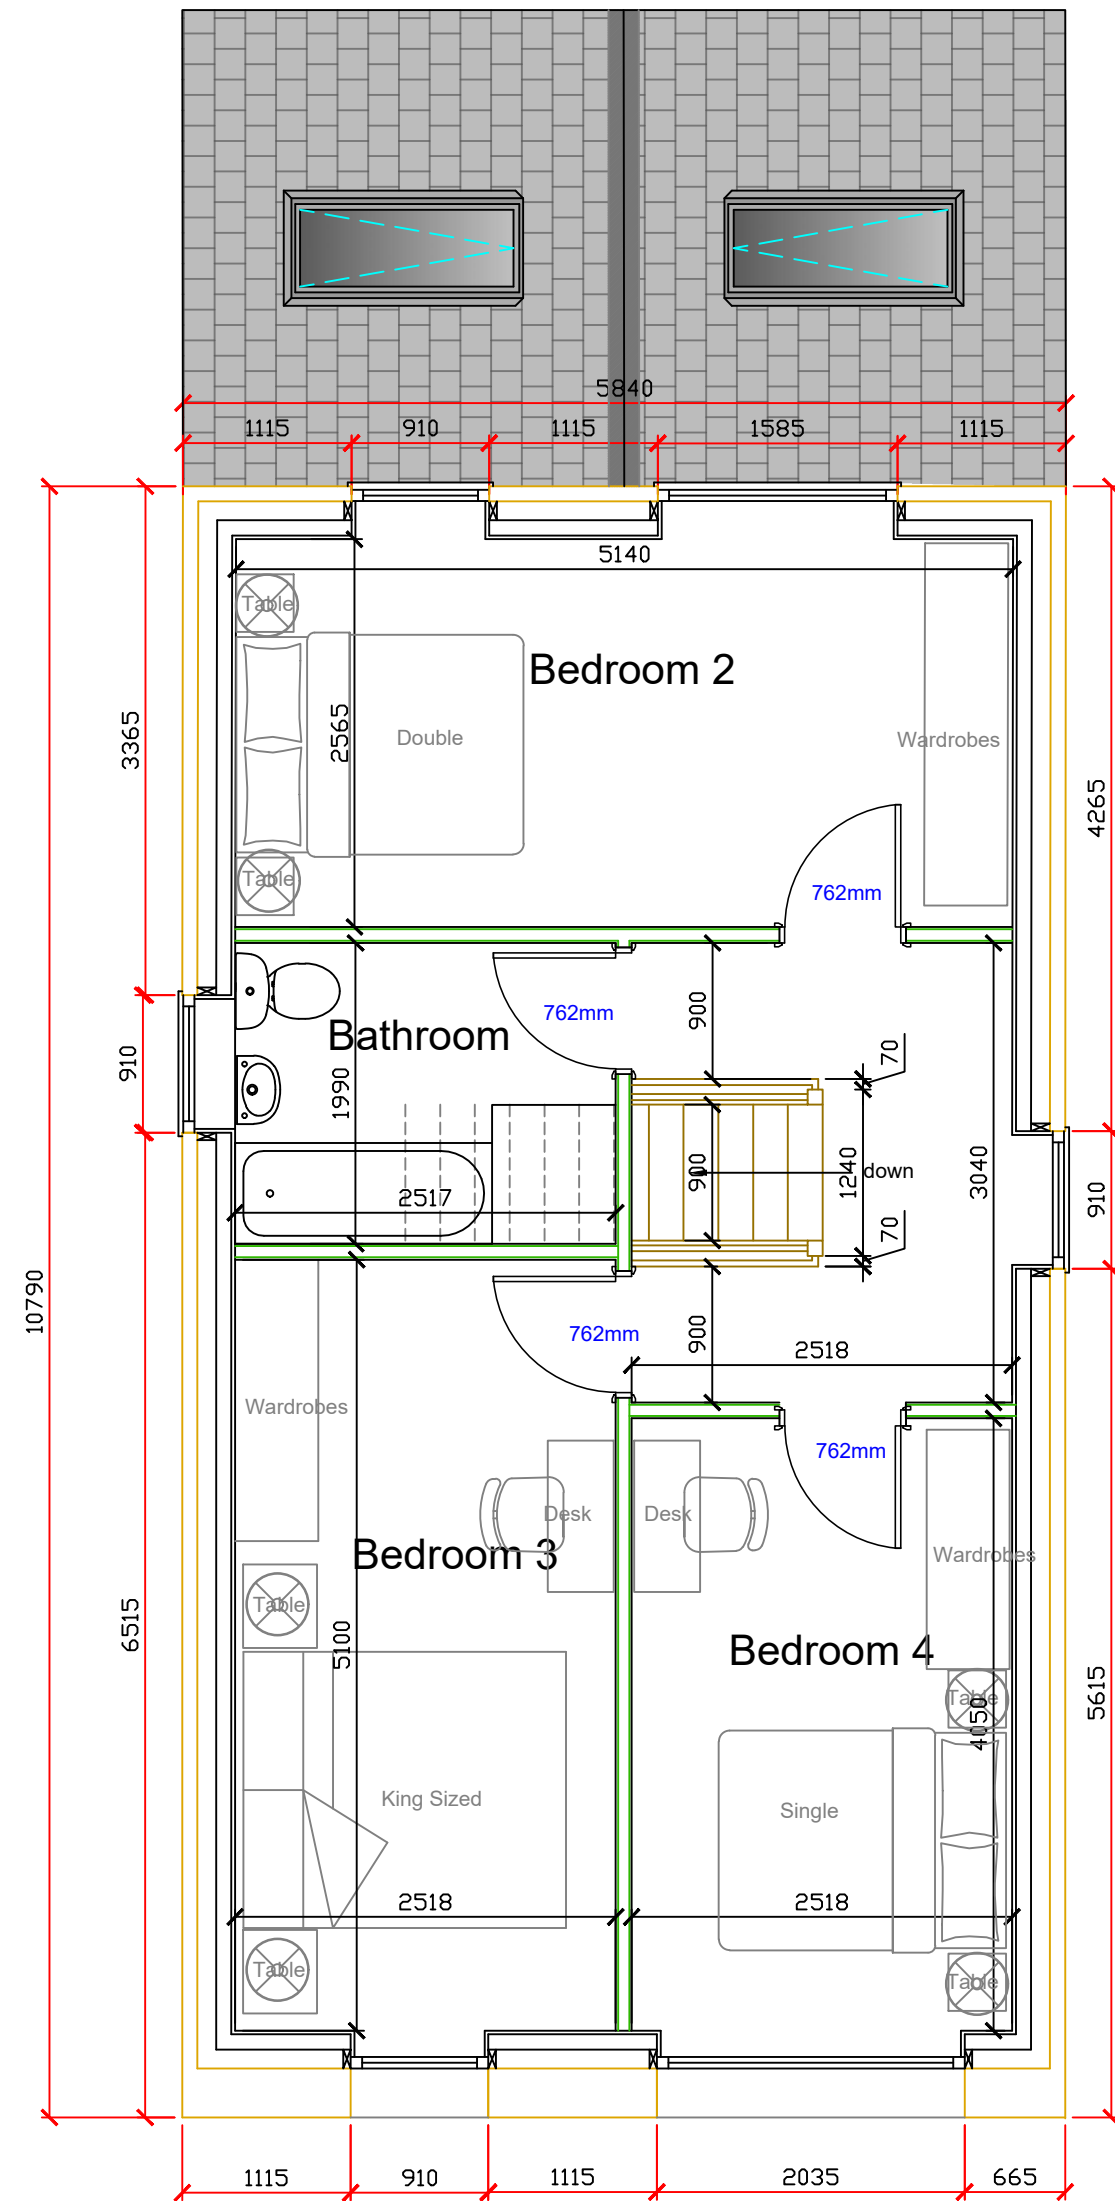 5840
1115 910 1115 1585 1115
5140
Table
Bedroom 2
2565
Double
Wardrobes
3365
4265
762mm
Table
762mm
900
Bathroom
70
910
1990
900
1240
down
3040
910
2517
70
10790
762mm
900
2518
Wardrobes
762mm
Desk
Desk
Bedroom 3
Wardrobes
Table
6515
5100
Bedroom 4
5615
Table
4050
King Sized
Single
2518
2518
Table
Table
1115 910 1115 2035 665